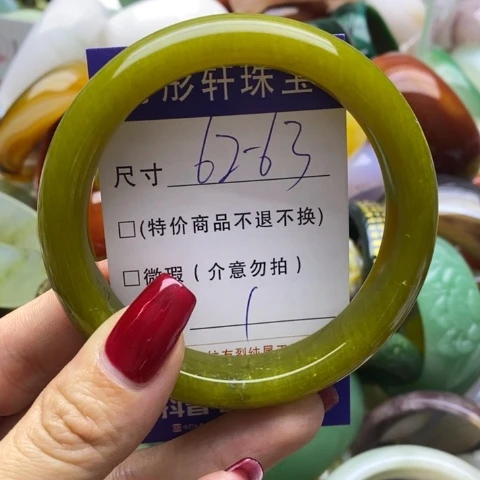 彤轩珠宝
尺寸 62-63
□(特价商品不退不换)
□微瑕(介意勿拍)